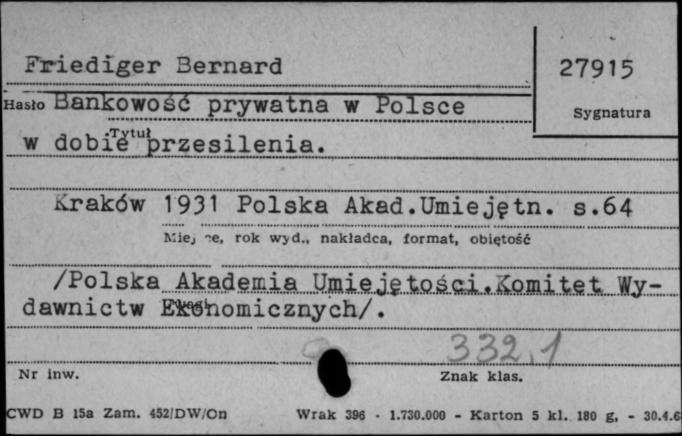 Friediger Bernard
27915
Hasło Bankowość prywatna w Polsce
Sygnatura
Tytuł
w dobie przesilenia.
Kraków 1931 Polska Akad.Umiejętn. s.64
Miejsce, rok wyd., nakładca, format, objętość
/Polska Akademia Umiejętości.Komitet Wy-
Uwagi
dawnictw Ekonomicznych/.
332,1
Nr inw.
Znak klas.
CWD B 15a Zam. 452/DW/On Wrak 396 - 1.730.000 - Karton 5 kl. 180 g. - 30.4.6